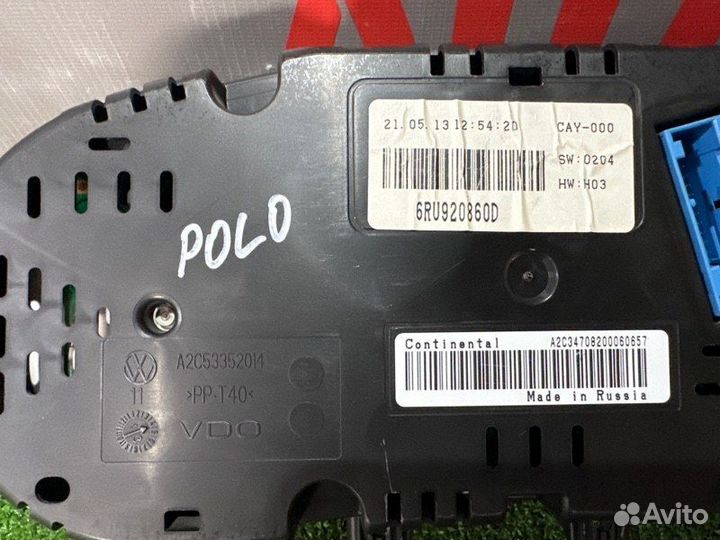 21.05.13 12:54:20 CAY-000
SW:0204
HW:H03
6RU920860D
POLO
Continental A2C34708200060657
Made in Russia
A2C53352014
11 >PP-T40<
VDO
Avito